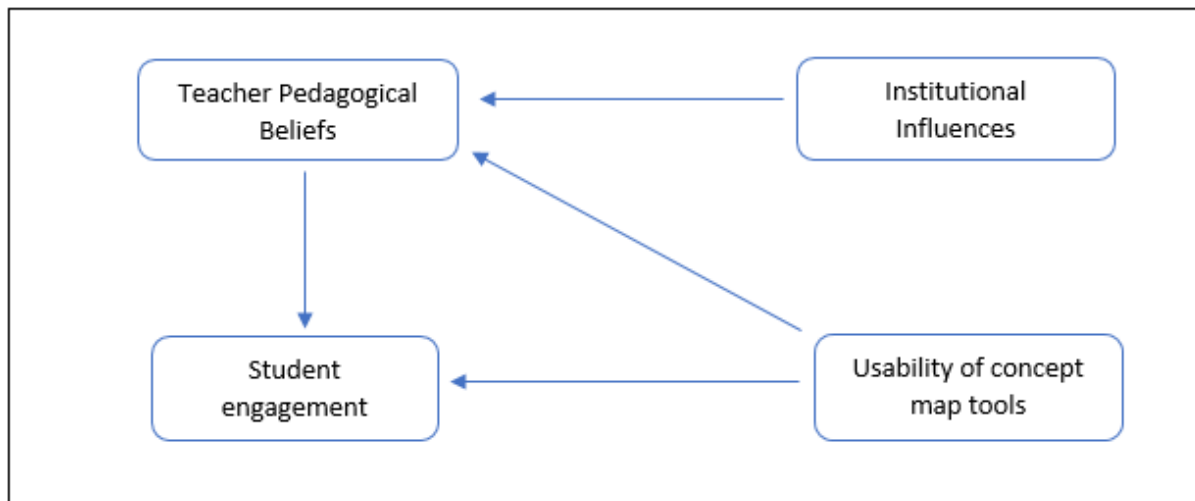 Teacher Pedagogical
Beliefs
Institutional
Influences
Student
engagement
Usability of concept
map tools